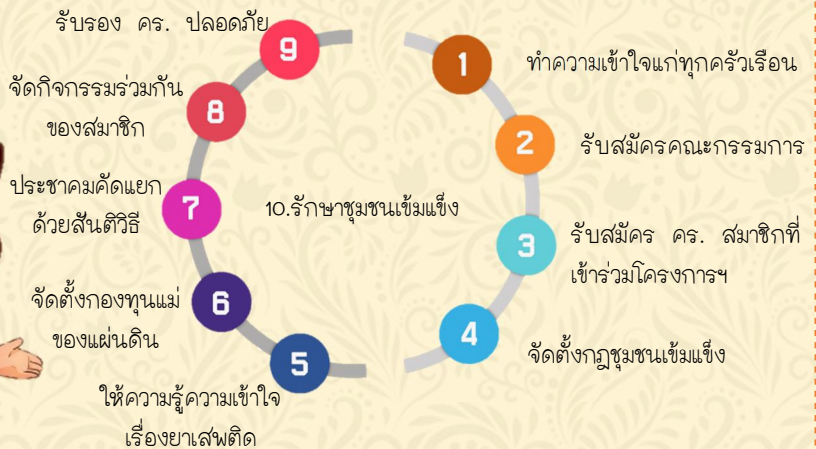 1
ทำความเข้าใจแก่ทุกครัวเรือน
2
รับสมัครคณะกรรมการ
3
รับสมัคร คร. สมาชิกที่
เข้าร่วมโครงการฯ
4
จัดตั้งกฎชุมชนเข้มแข็ง
5
ให้ความรู้ความเข้าใจ
เรื่องยาเสพติด
6
จัดตั้งกองทุนแม่
ของแผ่นดิน
7
ประชาคมคัดแยก
ด้วยสันติวิธี
8
จัดกิจกรรมร่วมกัน
ของสมาชิก
9
รับรอง คร. ปลอดภัย
10.รักษาชุมชนเข้มแข็ง